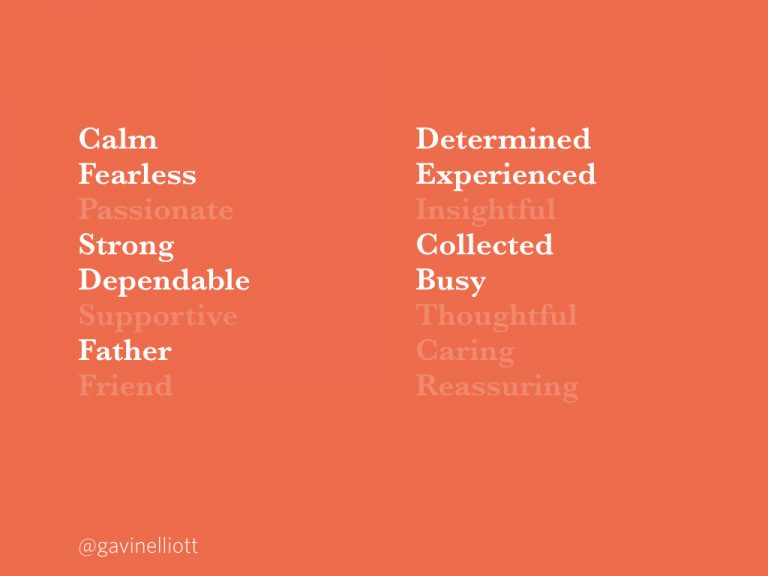 Calm
Fearless
Passionate
Strong
Dependable
Supportive
Father
Friend
Determined
Experienced
Insightful
Collected
Busy
Thoughtful
Caring
Reassuring
@gavinelliott